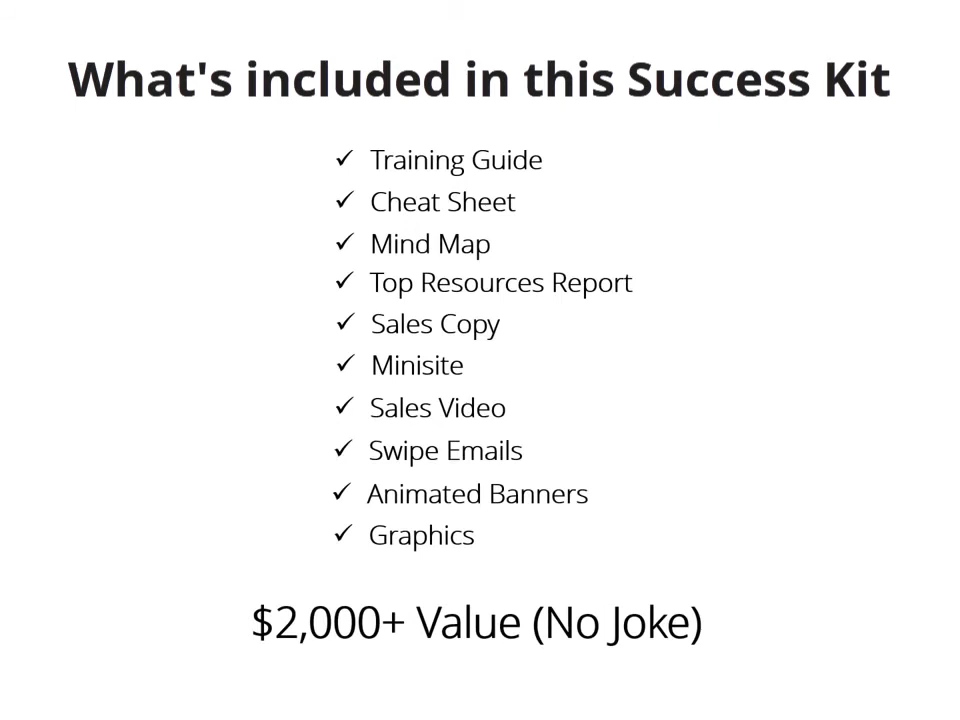 What's included in this Success Kit
✓ Training Guide
✓ Cheat Sheet
✓ Mind Map
✓ Top Resources Report
✓ Sales Copy
✓ Minisite
✓ Sales Video
✓ Swipe Emails
✓ Animated Banners
✓ Graphics
$2,000+ Value (No Joke)